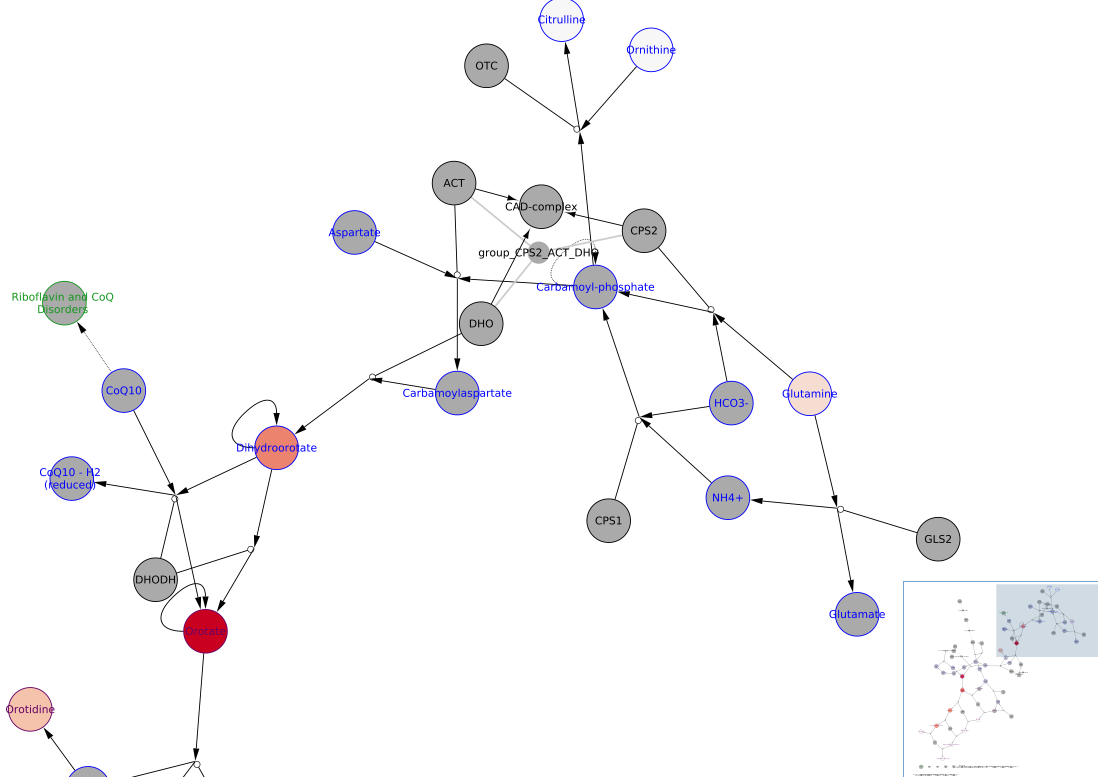 Citrulline
Ornithine
OTC
ACT
CAD-complex
CPS2
Aspartate
group_CPS2_ACT_DHO
Carbamoyl-phosphate
Riboflavin and CoQ
Disorders
DHO
CoQ10
Carbamoylaspartate
HCO3-
Glutamine
Dihydroorotate
CoQ10 - H2
(reduced)
NH4+
CPS1
GLS2
DHODH
Glutamate
Orotate
Orotidine